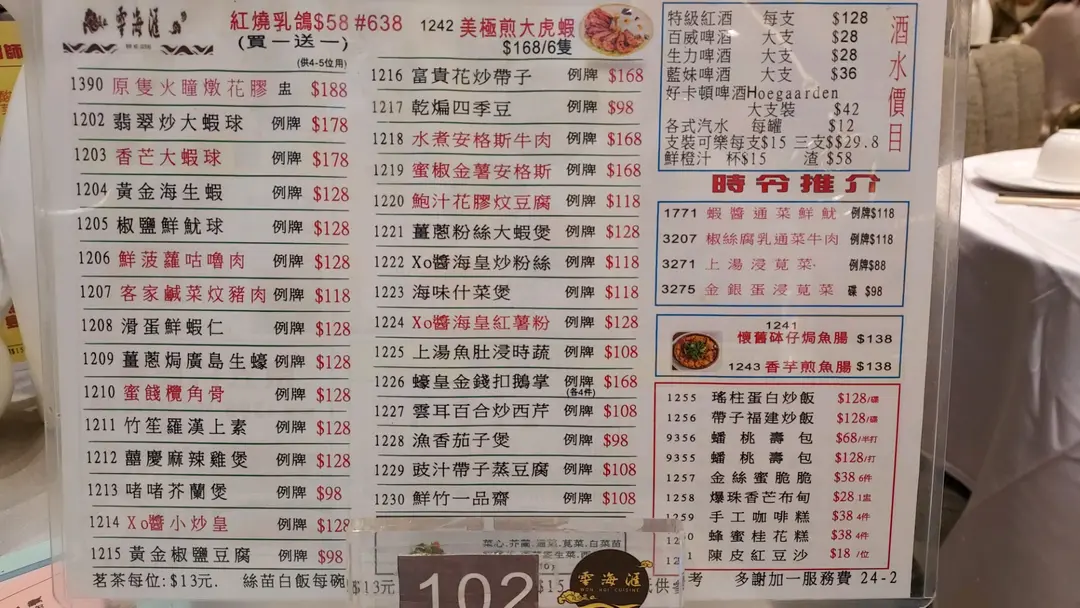 雲海滙
紅燒乳鴿$58 #638
(買一送一)
(供4-5位用)
1390 原隻火瞳燉花膠 盅 $188
1202 翡翠炒大蝦球 例牌 $178
1203 香芒大蝦球 例牌 $178
1204 黃金海生蝦 例牌 $128
1205 椒鹽鮮魷球 例牌 $128
1206 鮮菠蘿咕嚕肉 例牌 $128
1207 客家鹹菜炆豬肉 例牌 $118
1208 滑蛋鮮蝦仁 例牌 $128
1209 薑蔥焗廣島生蠔 例牌 $128
1210 蜜餞欖角骨 例牌 $128
1211 竹笙羅漢上素 例牌 $128
1212 囍慶麻辣雞煲 例牌 $128
1213 啫啫芥蘭煲 例牌 $98
1214 Xo醬小炒皇 例牌 $128
1215 黃金椒鹽豆腐 例牌 $98
1242 美極煎大虎蝦
$168/6隻
1216 富貴花炒帶子 例牌 $168
1217 乾煸四季豆 例牌 $98
1218 水煮安格斯牛肉 例牌 $168
1219 蜜椒金薯安格斯 例牌 $168
1220 鮑汁花膠炆豆腐 例牌 $118
1221 薑蔥粉絲大蝦煲 例牌 $128
1222 Xo醬海皇炒粉絲 例牌 $128
1223 海味什菜煲 例牌 $118
1224 Xo醬海皇紅薯粉 例牌 $128
1225 上湯魚肚浸時蔬 例牌 $108
1226 蠔皇金錢扣鵝掌 例牌 $168
(各4件)
1227 雲耳百合炒西芹 例牌 $108
1228 漁香茄子煲 例牌 $98
1229 豉汁帶子蒸豆腐 例牌 $108
1230 鮮竹一品齋 例牌 $108
酒水價目
特級紅酒 每支 $128
百威啤酒 大支 $28
生力啤酒 大支 $28
藍妹啤酒 大支 $36
好卡頓啤酒Hoegaarden
大支裝 $42
各式汽水 每罐 $12
支裝可樂每支$15 三支$$29.8
鮮橙汁 杯$15 渣 $58
時令推介
1771 蝦醬通菜鮮魷 例牌$118
3207 椒絲腐乳通菜牛肉 例牌$118
3271 上湯浸莧菜 例牌$88
3275 金銀蛋浸莧菜 碟 $98
1241
懷舊砵仔焗魚腸 $138
1243 香芋煎魚腸 $138
1255 瑤柱蛋白炒飯 $128/碟
1256 帶子福建炒飯 $128/碟
9356 蟠桃壽包 $68/半打
9355 蟠桃壽包 $128/打
1257 金絲蜜脆脆 $38 6件
1258 爆珠香芒布甸 $28 1盅
1259 手工咖啡糕 $38 4件
0 蜂蜜桂花糕 $38 4件
陳皮紅豆沙 $18 /位
菜心.芥蘭
莧菜.白菜苗
茗茶每位:$13元. 絲苗白飯每碗$13元
$15
供參考 多謝加一服務費 24-2
102
雲海滙